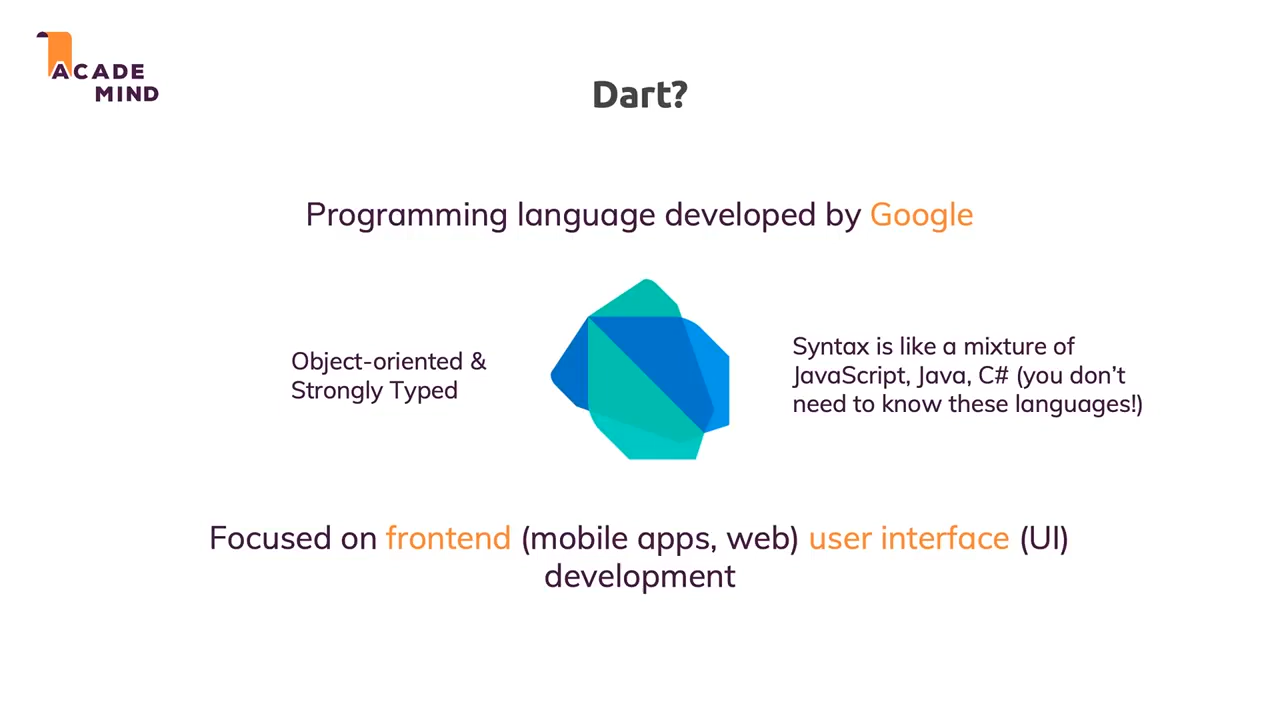 ACADE
MIND
Dart?
Programming language developed by Google
Object-oriented &
Strongly Typed
Syntax is like a mixture of
JavaScript, Java, C# (you don’t
need to know these languages!)
Focused on frontend (mobile apps, web) user interface (UI)
development